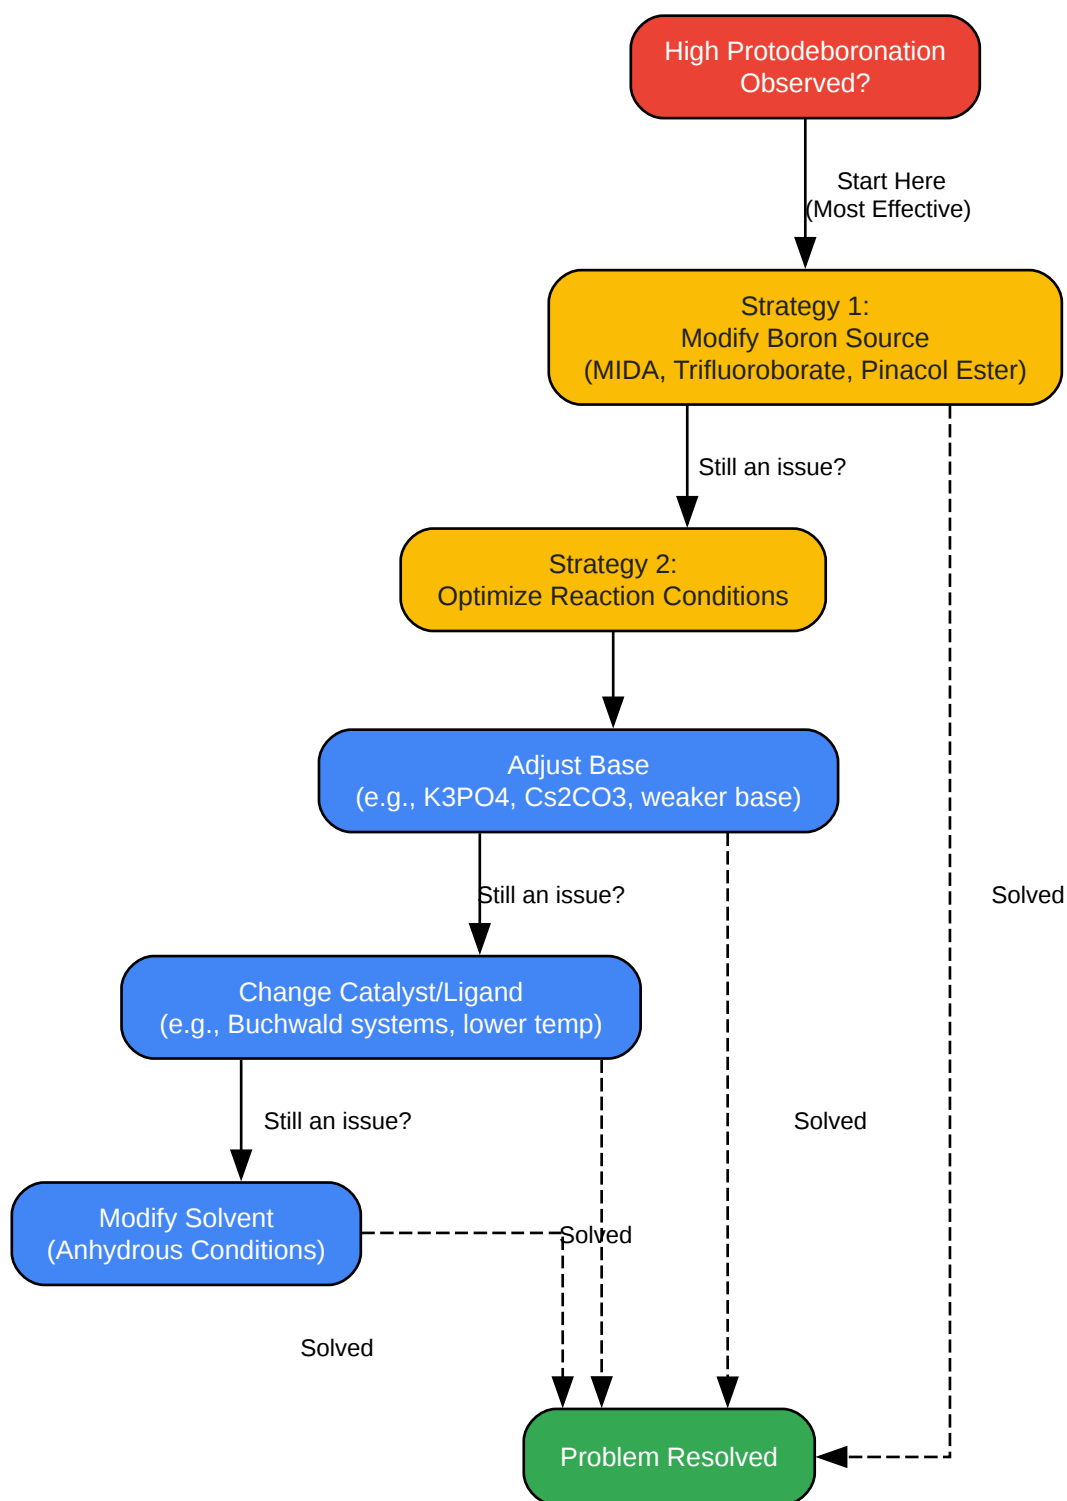 High Protodeboronation
Observed?
Start Here
(Most Effective)
Strategy 1:
Modify Boron Source
(MIDA, Trifluoroborate, Pinacol Ester)
Still an issue?
Strategy 2:
Optimize Reaction Conditions
Adjust Base
(e.g., K3PO4, Cs2CO3, weaker base)
Still an issue?
Solved
Change Catalyst/Ligand
(e.g., Buchwald systems, lower temp)
Still an issue?
Solved
Modify Solvent
(Anhydrous Conditions)
Solved
Solved
Problem Resolved